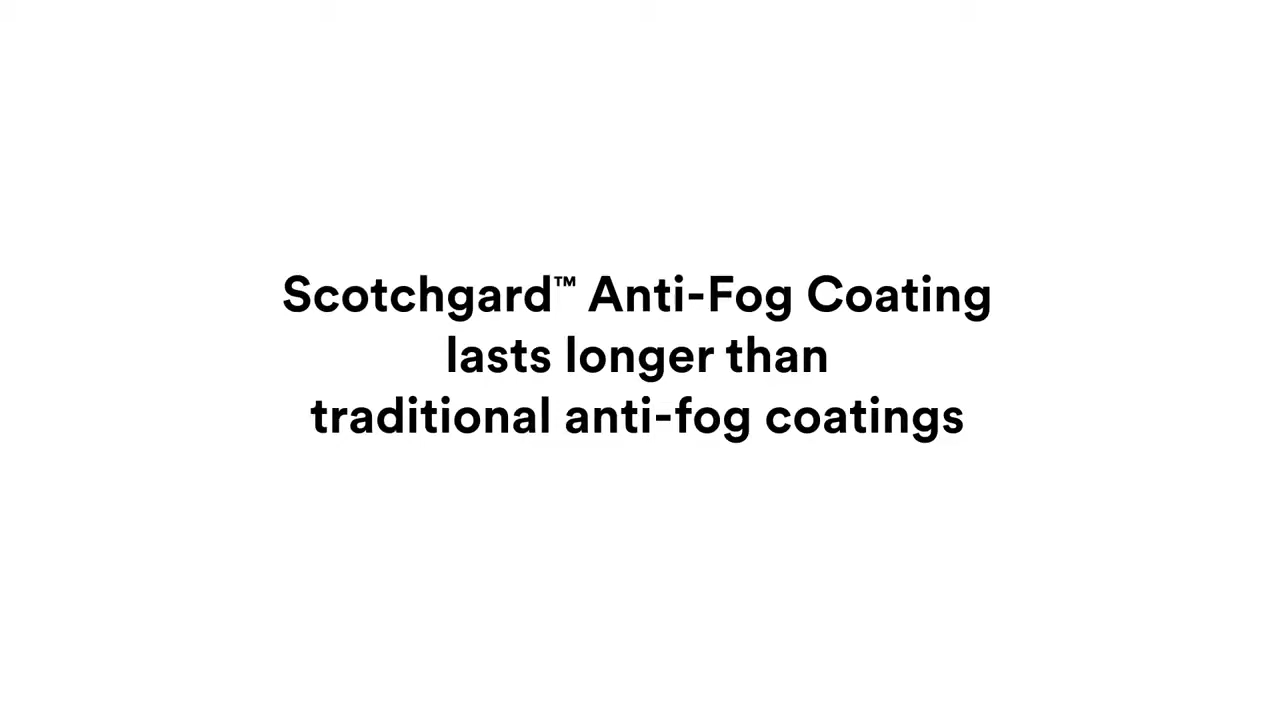 Scotchgard™ Anti-Fog Coating
lasts longer than
traditional anti-fog coatings